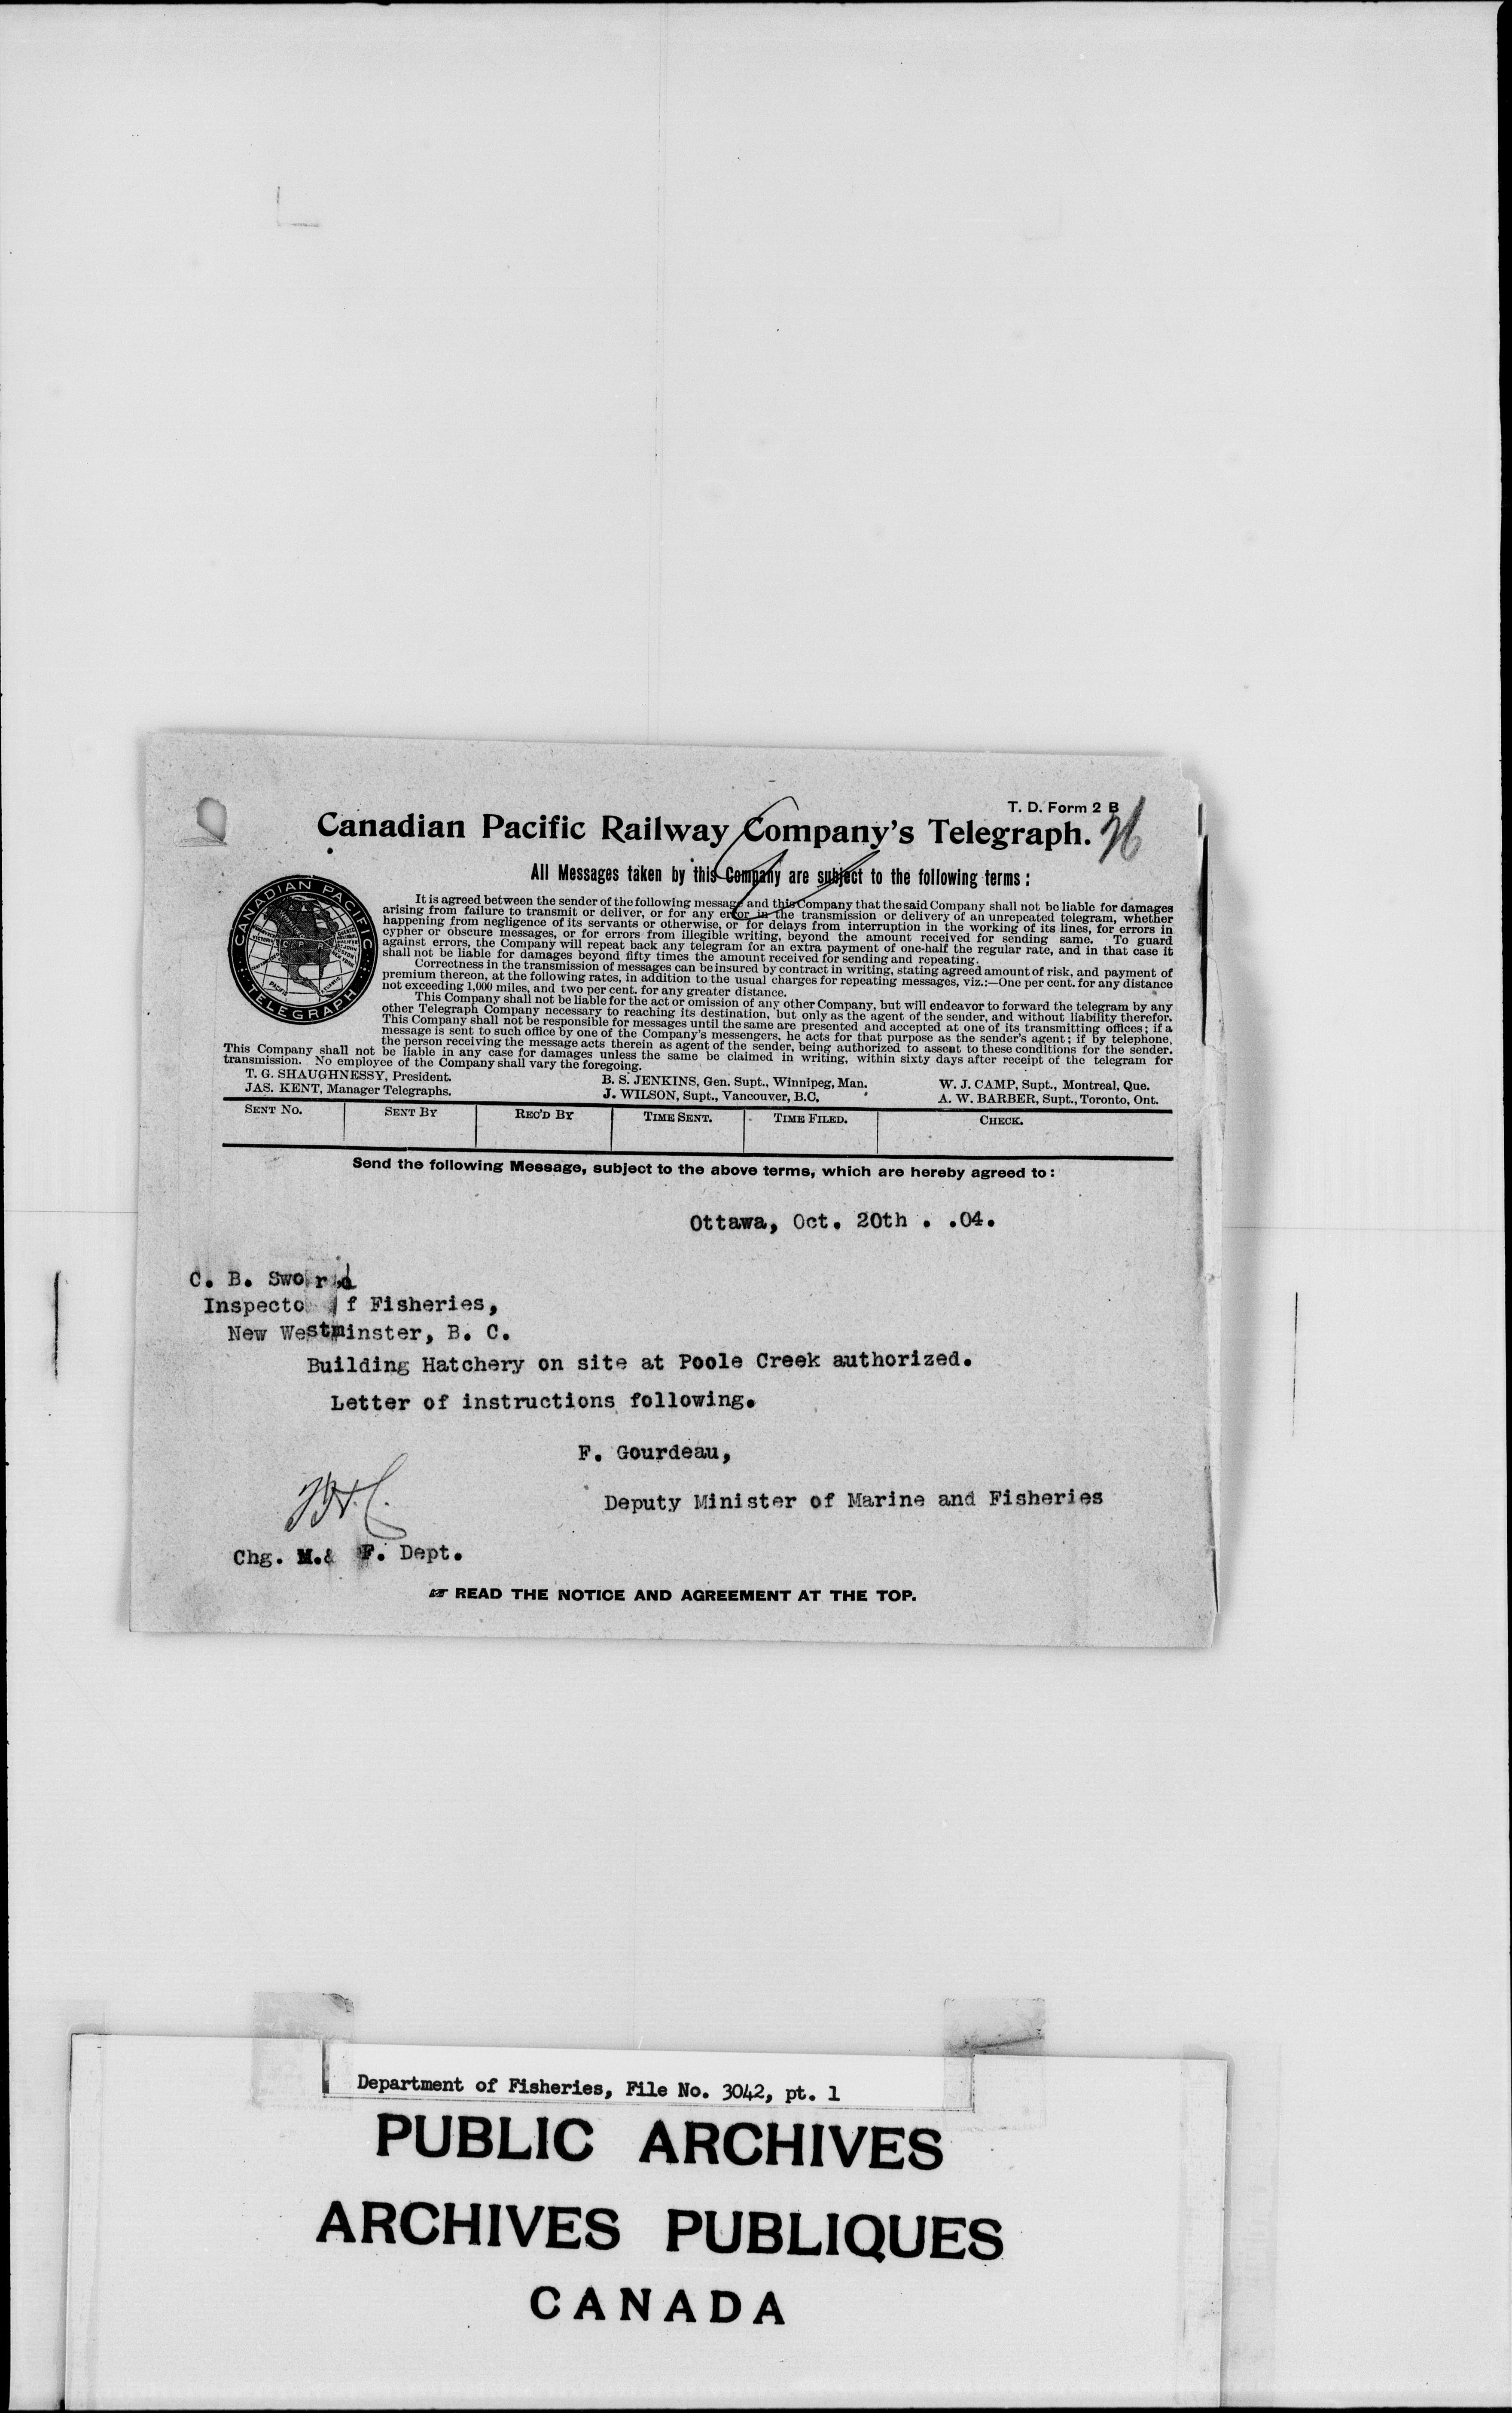 T. D. Form 2 B
Canadian Pacific Railway Company's Telegraph.
26
All Messages taken by this Company are subject to the following terms:
CANADIAN PACIFIC
TELEGRAPH
It is agreed between the sender of the following message and this Company that the said Company shall not be liable for damages
arising from failure to transmit or deliver, or for any error in the transmission or delivery of an unrepeated telegram, whether
happening from negligence of its servants or otherwise, or for delays from interruption in the working of its lines, for errors in
cypher or obscure messages, or for errors from illegible writing, beyond the amount received for sending same. To guard
against errors, the Company will repeat back any telegram for an extra payment of one-half the regular rate, and in that case it
shall not be liable for damages beyond fifty times the amount received for sending and repeating.
Correctness in the transmission of messages can be insured by contract in writing, stating agreed amount of risk, and payment of
premium thereon, at the following rates, in addition to the usual charges for repeating messages, viz.:—One per cent. for any distance
not exceeding 1,000 miles, and two per cent. for any greater distance.
This Company shall not be liable for the act or omission of any other Company, but will endeavor to forward the telegram by any
other Telegraph Company necessary to reaching its destination, but only as the agent of the sender, and without liability therefor.
This Company shall not be responsible for messages until the same are presented and accepted at one of its transmitting offices; if a
message is sent to such office by one of the Company's messengers, he acts for that purpose as the sender's agent; if by telephone,
the person receiving the message acts therein as agent of the sender, being authorized to assent to these conditions for the sender.
This Company shall not be liable in any case for damages unless the same be claimed in writing, within sixty days after receipt of the telegram for
transmission. No employee of the Company shall vary the foregoing.
T. G. SHAUGHNESSY, President. B. S. JENKINS, Gen. Supt., Winnipeg, Man. W. J. CAMP, Supt., Montreal, Que.
JAS. KENT, Manager Telegraphs. J. WILSON, Supt., Vancouver, B.C. A. W. BARBER, Supt., Toronto, Ont.
SENT NO. SENT BY REC'D BY TIME SENT. TIME FILED. CHECK.
Send the following Message, subject to the above terms, which are hereby agreed to:
Ottawa, Oct. 20th . .04.
C. B. Sword
Inspecto f Fisheries,
New Westminster, B. C.
Building Hatchery on site at Poole Creek authorized.
Letter of instructions following.
F. Gourdeau,
Deputy Minister of Marine and Fisheries
Chg. M.& F. Dept.
☞ READ THE NOTICE AND AGREEMENT AT THE TOP.
Department of Fisheries, File No. 3042, pt. 1
PUBLIC ARCHIVES
ARCHIVES PUBLIQUES
CANADA